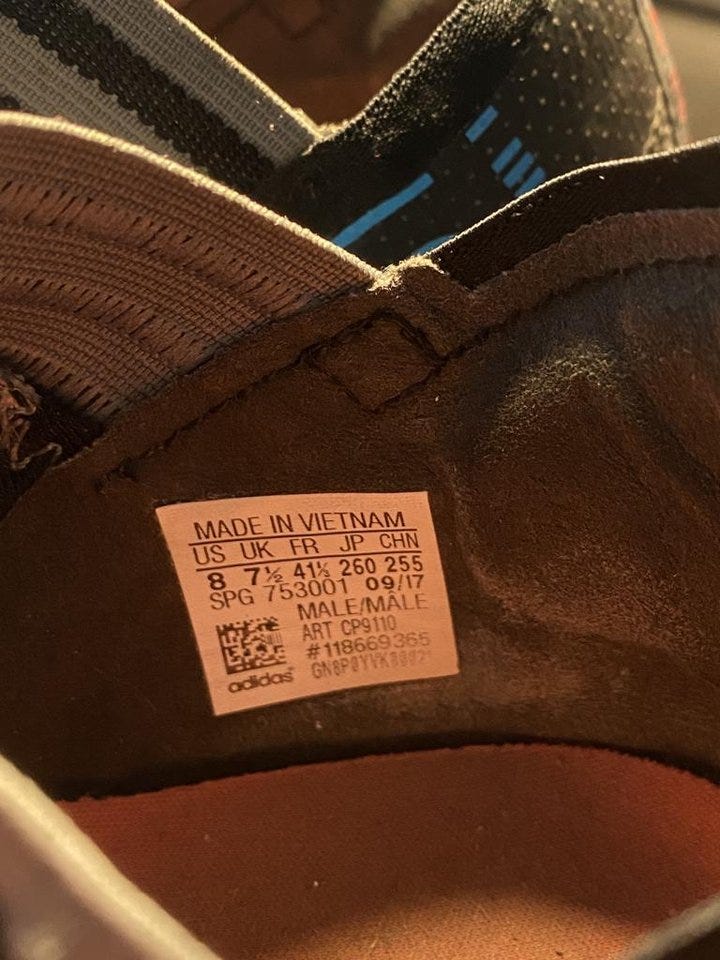 MADE IN VIETNAM
US UK FR JP CHN
8 7½ 41⅓ 260 255
SPG 753001 09/17
MALE/MÂLE
ART CP9110
#118669365
adidas